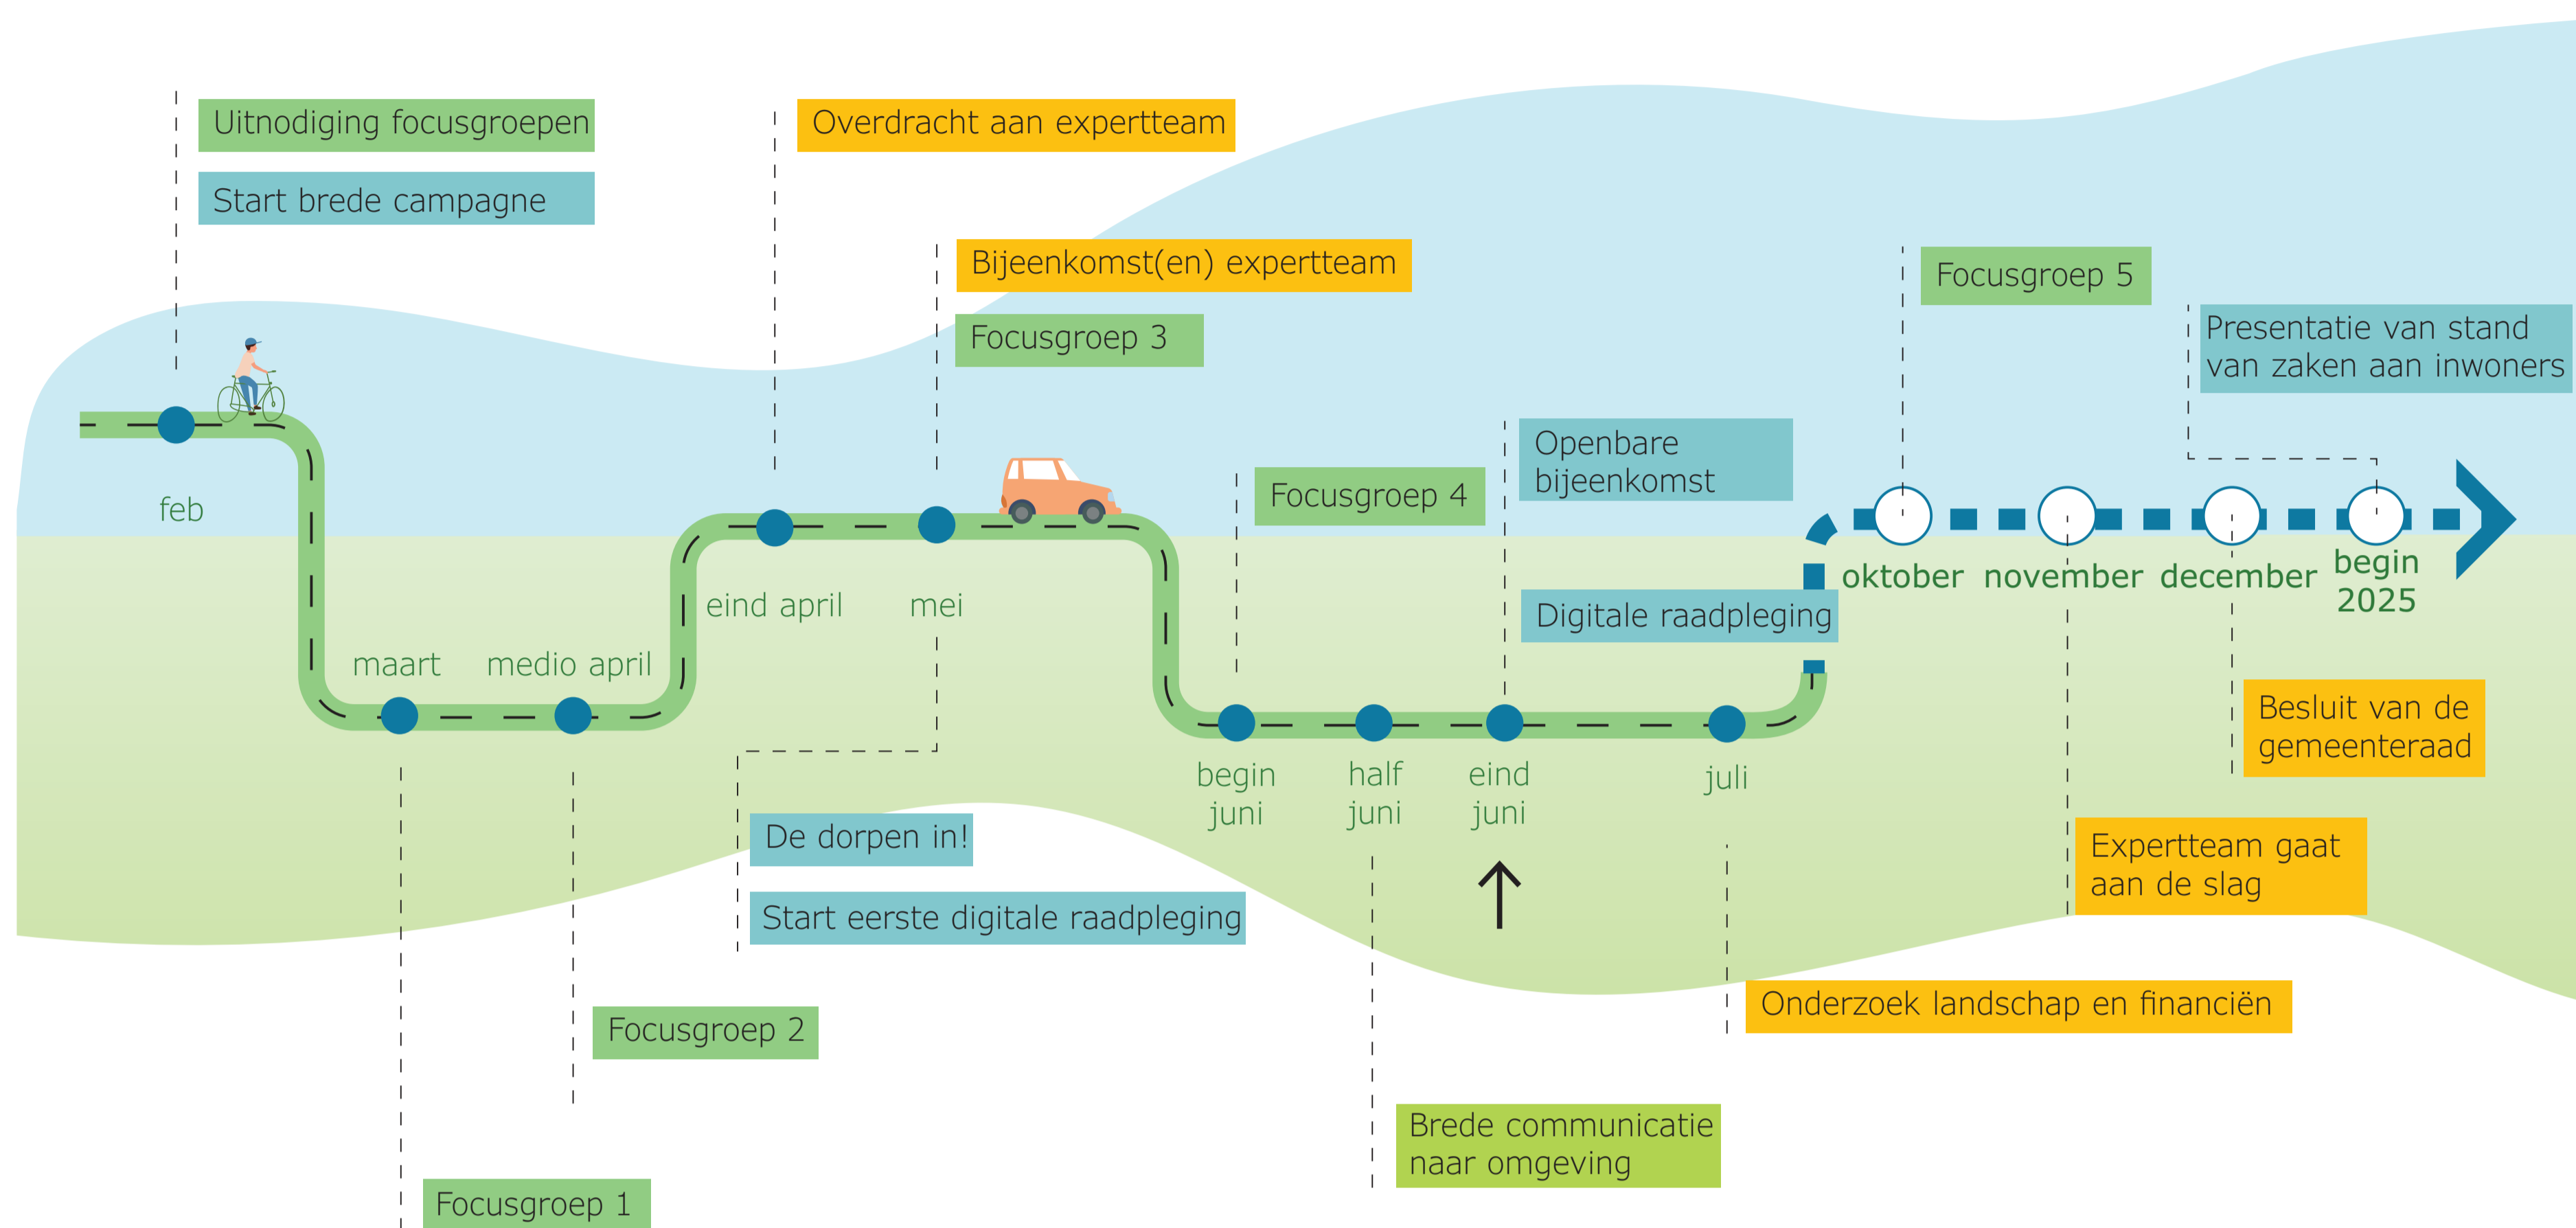 Uitnodiging focusgroepen
Start brede campagne
feb
maart
Focusgroep 1
medio april
Focusgroep 2
Overdracht aan expertteam
eind april
Bijeenkomst(en) expertteam
Focusgroep 3
mei
De dorpen in!
Start eerste digitale raadpleging
Focusgroep 4
begin
juni
half
juni
Brede communicatie
naar omgeving
Openbare
bijeenkomst
Digitale raadpleging
eind
juni
juli
Onderzoek landschap en financiën
Focusgroep 5
oktober
november
Expertteam gaat
aan de slag
december
Besluit van de
gemeenteraad
Presentatie van stand
van zaken aan inwoners
begin
2025